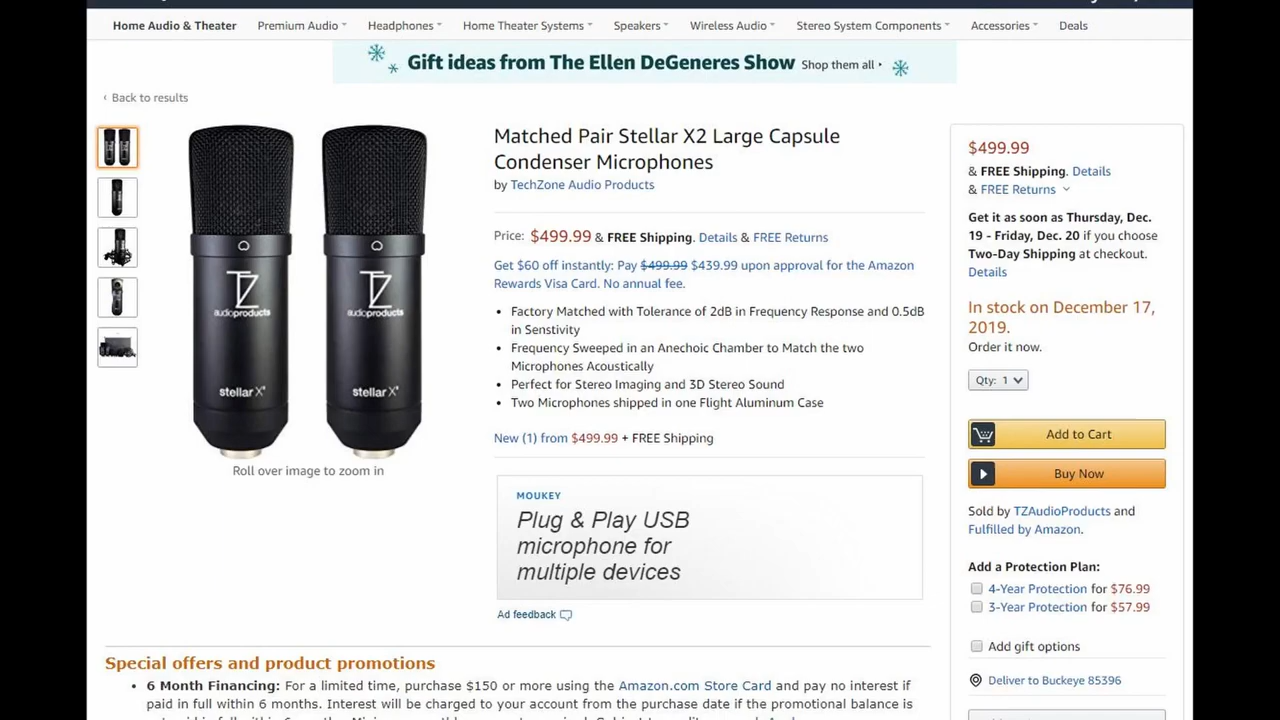 Home Audio & Theater Premium Audio Headphones Home Theater Systems Speakers Wireless Audio Stereo System Components Accessories Deals
Gift ideas from The Ellen DeGeneres Show Shop them all ›
‹ Back to results
TZ
audioproducts
stellar X²
TZ
audioproducts
stellar X²
Roll over image to zoom in
Matched Pair Stellar X2 Large Capsule
Condenser Microphones
by TechZone Audio Products
Price: $499.99 & FREE Shipping. Details & FREE Returns
Get $60 off instantly: Pay $499.99 $439.99 upon approval for the Amazon
Rewards Visa Card. No annual fee.
• Factory Matched with Tolerance of 2dB in Frequency Response and 0.5dB
in Senstivity
• Frequency Sweeped in an Anechoic Chamber to Match the two
Microphones Acoustically
• Perfect for Stereo Imaging and 3D Stereo Sound
• Two Microphones shipped in one Flight Aluminum Case
New (1) from $499.99 + FREE Shipping
MOUKEY
Plug & Play USB
microphone for
multiple devices
Ad feedback
$499.99
& FREE Shipping. Details
& FREE Returns
Get it as soon as Thursday, Dec.
19 - Friday, Dec. 20 if you choose
Two-Day Shipping at checkout.
Details
In stock on December 17,
2019.
Order it now.
Qty: 1
Add to Cart
Buy Now
Sold by TZAudioProducts and
Fulfilled by Amazon.
Add a Protection Plan:
4-Year Protection for $76.99
3-Year Protection for $57.99
Add gift options
Deliver to Buckeye 85396
Special offers and product promotions
• 6 Month Financing: For a limited time, purchase $150 or more using the Amazon.com Store Card and pay no interest if
paid in full within 6 months. Interest will be charged to your account from the purchase date if the promotional balance is